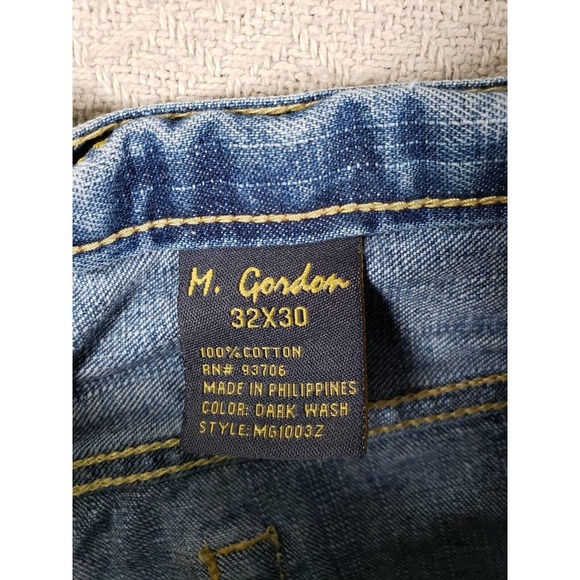 M. Gordon
32X30
100% COTTON
RN# 93706
MADE IN PHILIPPINES
COLOR: DARK WASH
STYLE: MG1003Z